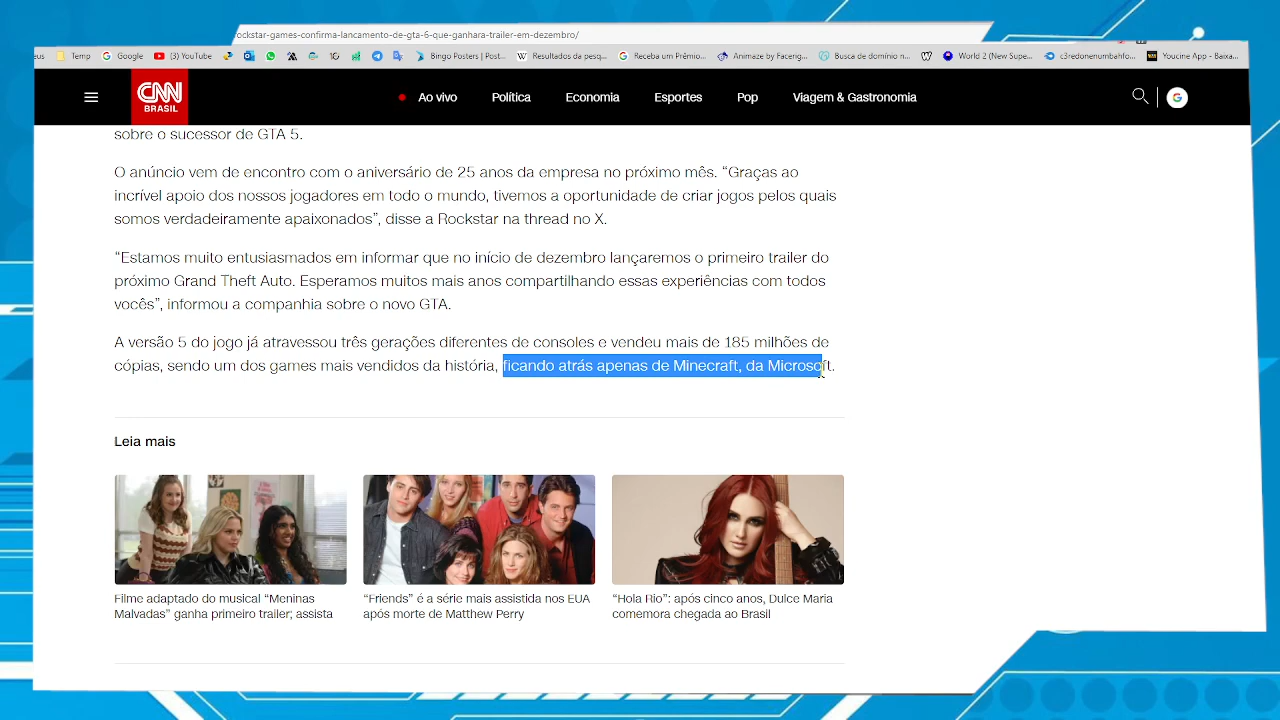 ockstar-games-confirma-lancamento-de-gta-6-que-ganhara-trailer-em-dezembro/
eus Temp Google (3) YouTube Bingo Posters | Post... Resultados da pesq... Receba um Prêmio... Animaze by Facerig... Busca de domínio n... World 2 (New Supe... c3redonenumbahfo... Youcine App - Baixa...
CNN BRASIL
Ao vivo Política Economia Esportes Pop Viagem & Gastronomia
sobre o sucessor de GTA 5.
O anúncio vem de encontro com o aniversário de 25 anos da empresa no próximo mês. “Graças ao
incrível apoio dos nossos jogadores em todo o mundo, tivemos a oportunidade de criar jogos pelos quais
somos verdadeiramente apaixonados”, disse a Rockstar na thread no X.
“Estamos muito entusiasmados em informar que no início de dezembro lançaremos o primeiro trailer do
próximo Grand Theft Auto. Esperamos muitos mais anos compartilhando essas experiências com todos
vocês”, informou a companhia sobre o novo GTA.
A versão 5 do jogo já atravessou três gerações diferentes de consoles e vendeu mais de 185 milhões de
cópias, sendo um dos games mais vendidos da história, ficando atrás apenas de Minecraft, da Microsoft.
Leia mais
Filme adaptado do musical “Meninas
Malvadas” ganha primeiro trailer; assista
“Friends” é a série mais assistida nos EUA
após morte de Matthew Perry
“Hola Rio”: após cinco anos, Dulce Maria
comemora chegada ao Brasil